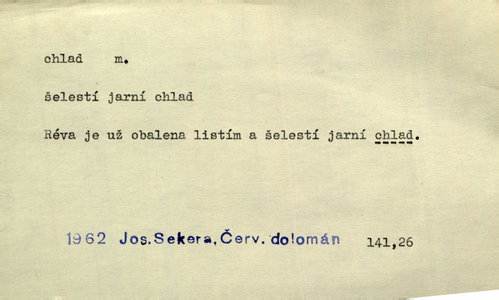 chlad m.
šelestí jarní chlad
Réva je už obalena listím a šelestí jarní chlad.
1962 Jos. Sekera, Červ. dolomán 141,26